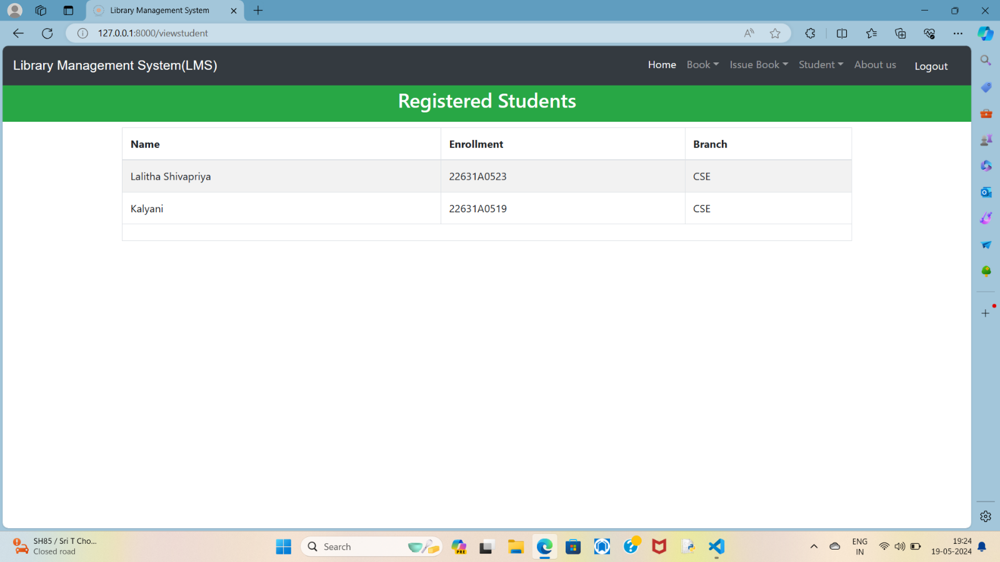 Library Management System
127.0.0.1:8000/viewstudent
Library Management System(LMS)
Home Book Issue Book Student About us Logout
Registered Students
Name Enrollment Branch
Lalitha Shivapriya 22631A0523 CSE
Kalyani 22631A0519 CSE
SH85 / Sri T Cho...
Closed road
Search
PRE
ENG
IN
19:24
19-05-2024